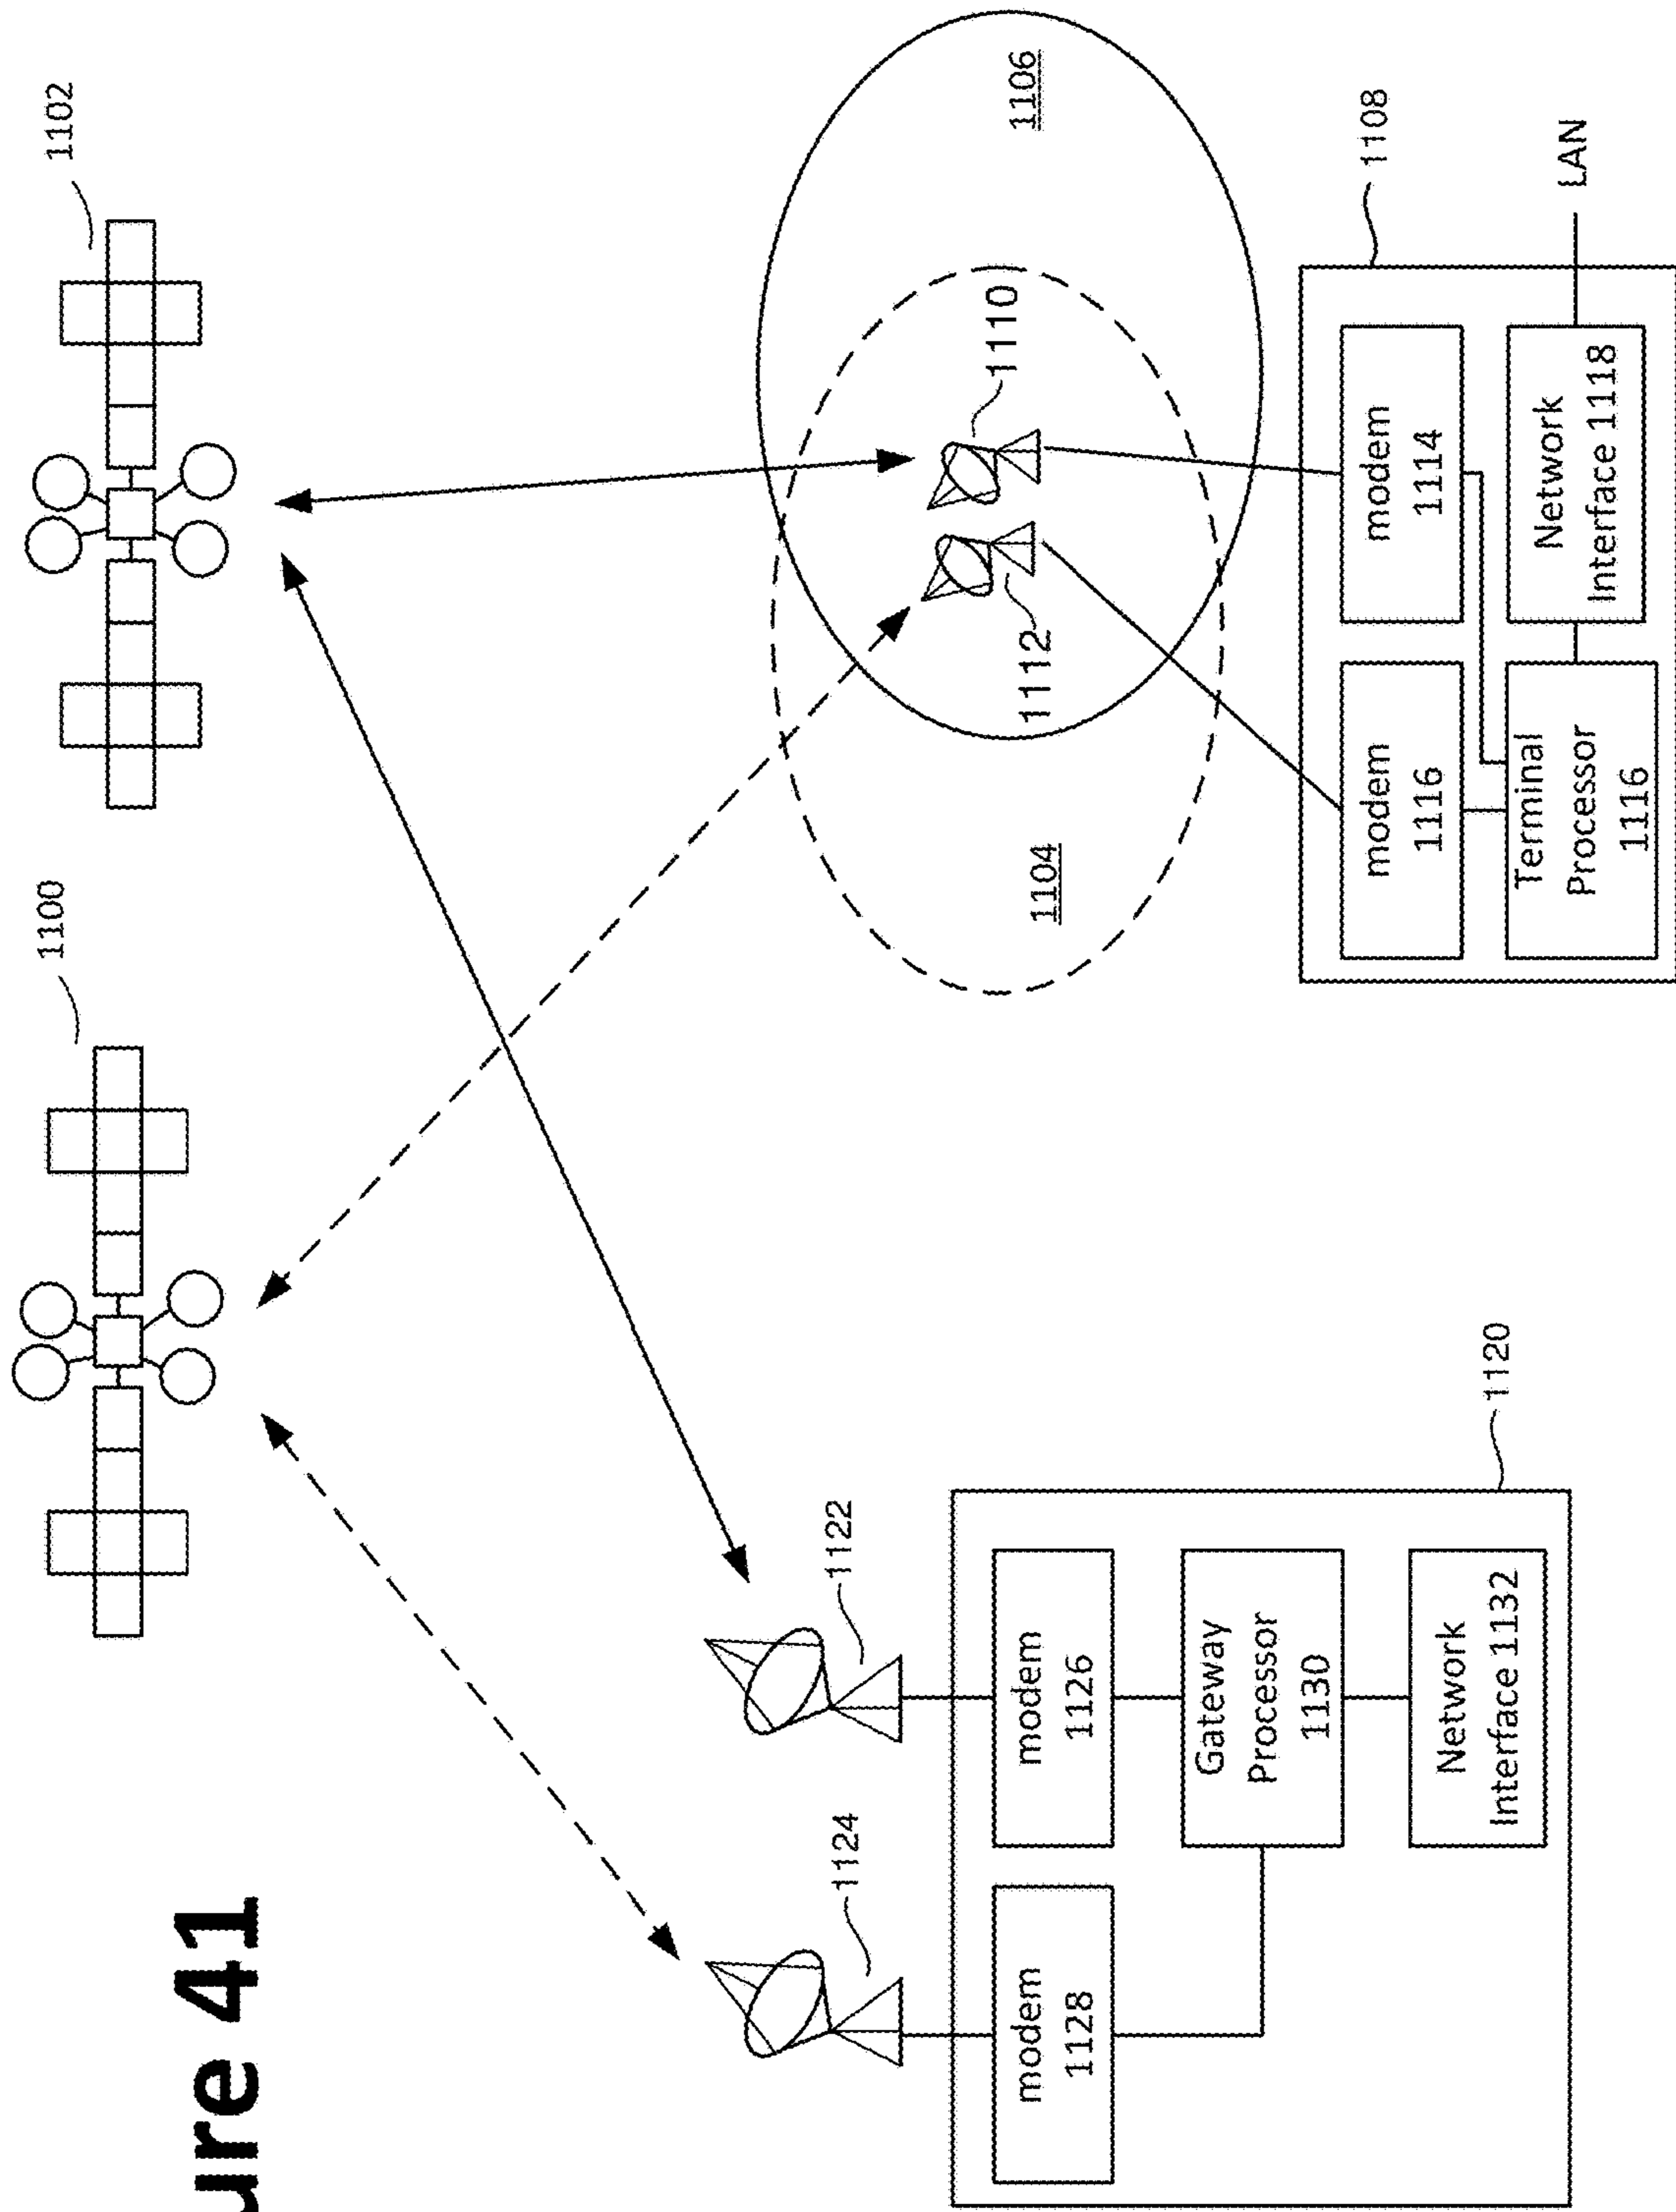 ure 41
1100
1102
1124
1122
modem
1128
modem
1126
Gateway
Processor
1130
Network
Interface 1132
1120
1104
1112
1110
1106
modem
1116
modem
1114
1108
Terminal
Processor
1116
Network
Interface 1118
LAN